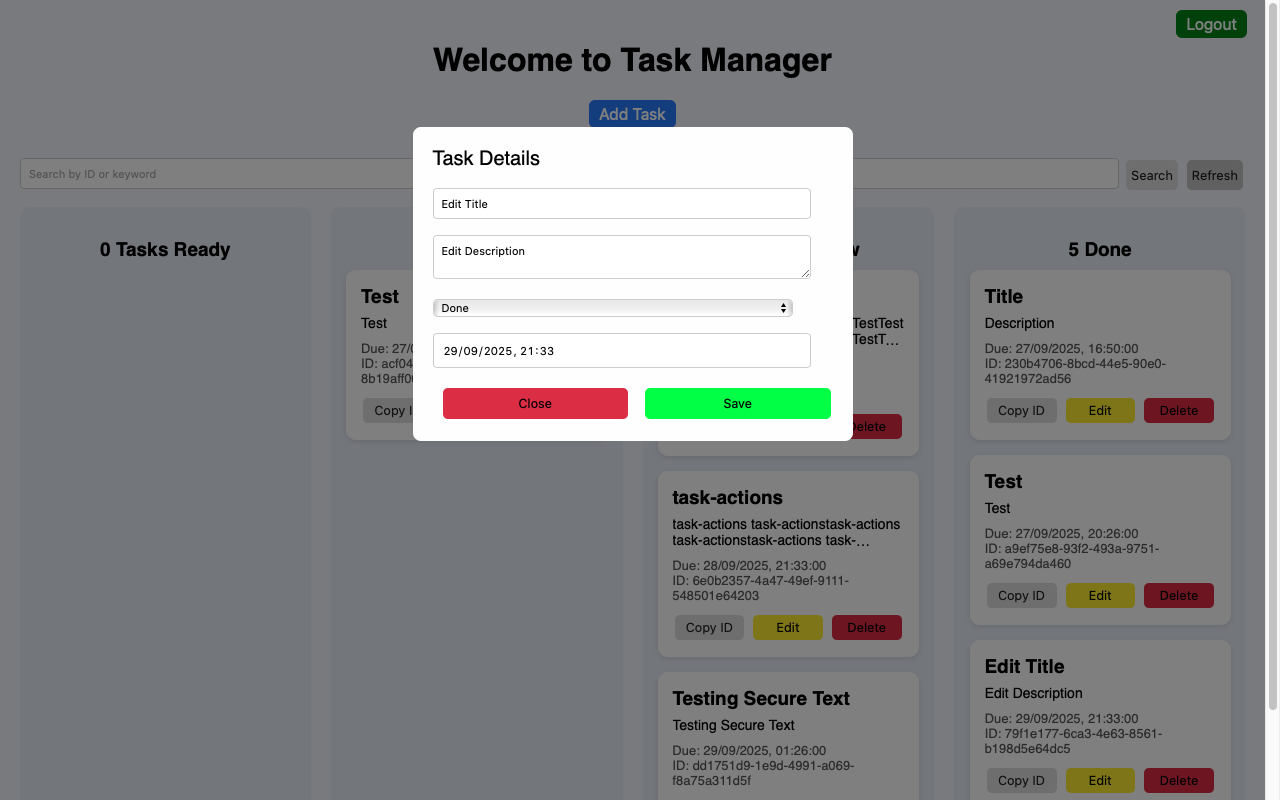 Logout
Welcome to Task Manager
Add Task
Search by ID or keyword
Search
Refresh
Task Details
Edit Title
Edit Description
Done
29/09/2025, 21:33
Close
Save
0 Tasks Ready
Test
Test
Due: 27/0
ID: acf04
8b19aff0
Copy I
w
TestTest
TestT...
Delete
task-actions
task-actions task-actionstask-actions
task-actionstask-actions task-...
Due: 28/09/2025, 21:33:00
ID: 6e0b2357-4a47-49ef-9111-
548501e64203
Copy ID
Edit
Delete
Testing Secure Text
Testing Secure Text
Due: 29/09/2025, 01:26:00
ID: dd1751d9-1e9d-4991-a069-
f8a75a311d5f
5 Done
Title
Description
Due: 27/09/2025, 16:50:00
ID: 230b4706-8bcd-44e5-90e0-
41921972ad56
Copy ID
Edit
Delete
Test
Test
Due: 27/09/2025, 20:26:00
ID: a9ef75e8-93f2-493a-9751-
a69e794da460
Copy ID
Edit
Delete
Edit Title
Edit Description
Due: 29/09/2025, 21:33:00
ID: 79f1e177-6ca3-4e63-8561-
b198d5e64dc5
Copy ID
Edit
Delete